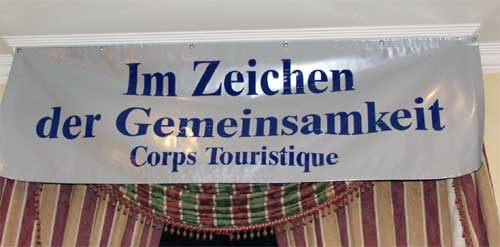 Im Zeichen
der Gemeinsamkeit
Corps Touristique